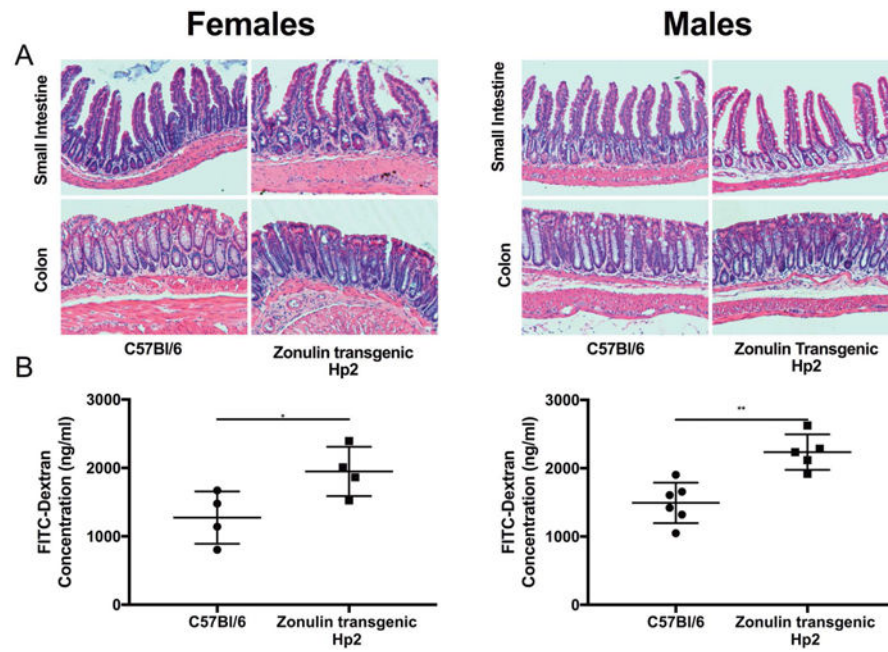 Females
Males
A
Small Intestine
Colon
C57Bl/6
Zonulin transgenic
Hp2
C57Bl/6
Zonulin Transgenic
Hp2
B
FITC-Dextran
Concentration (ng/ml)
3000
2000
1000
0
*
C57Bl/6
Zonulin transgenic
Hp2
Small Intestine
Colon
FITC-Dextran
Concentration (ng/ml)
3000
2000
1000
0
**
C57Bl/6
Zonulin transgenic
Hp2